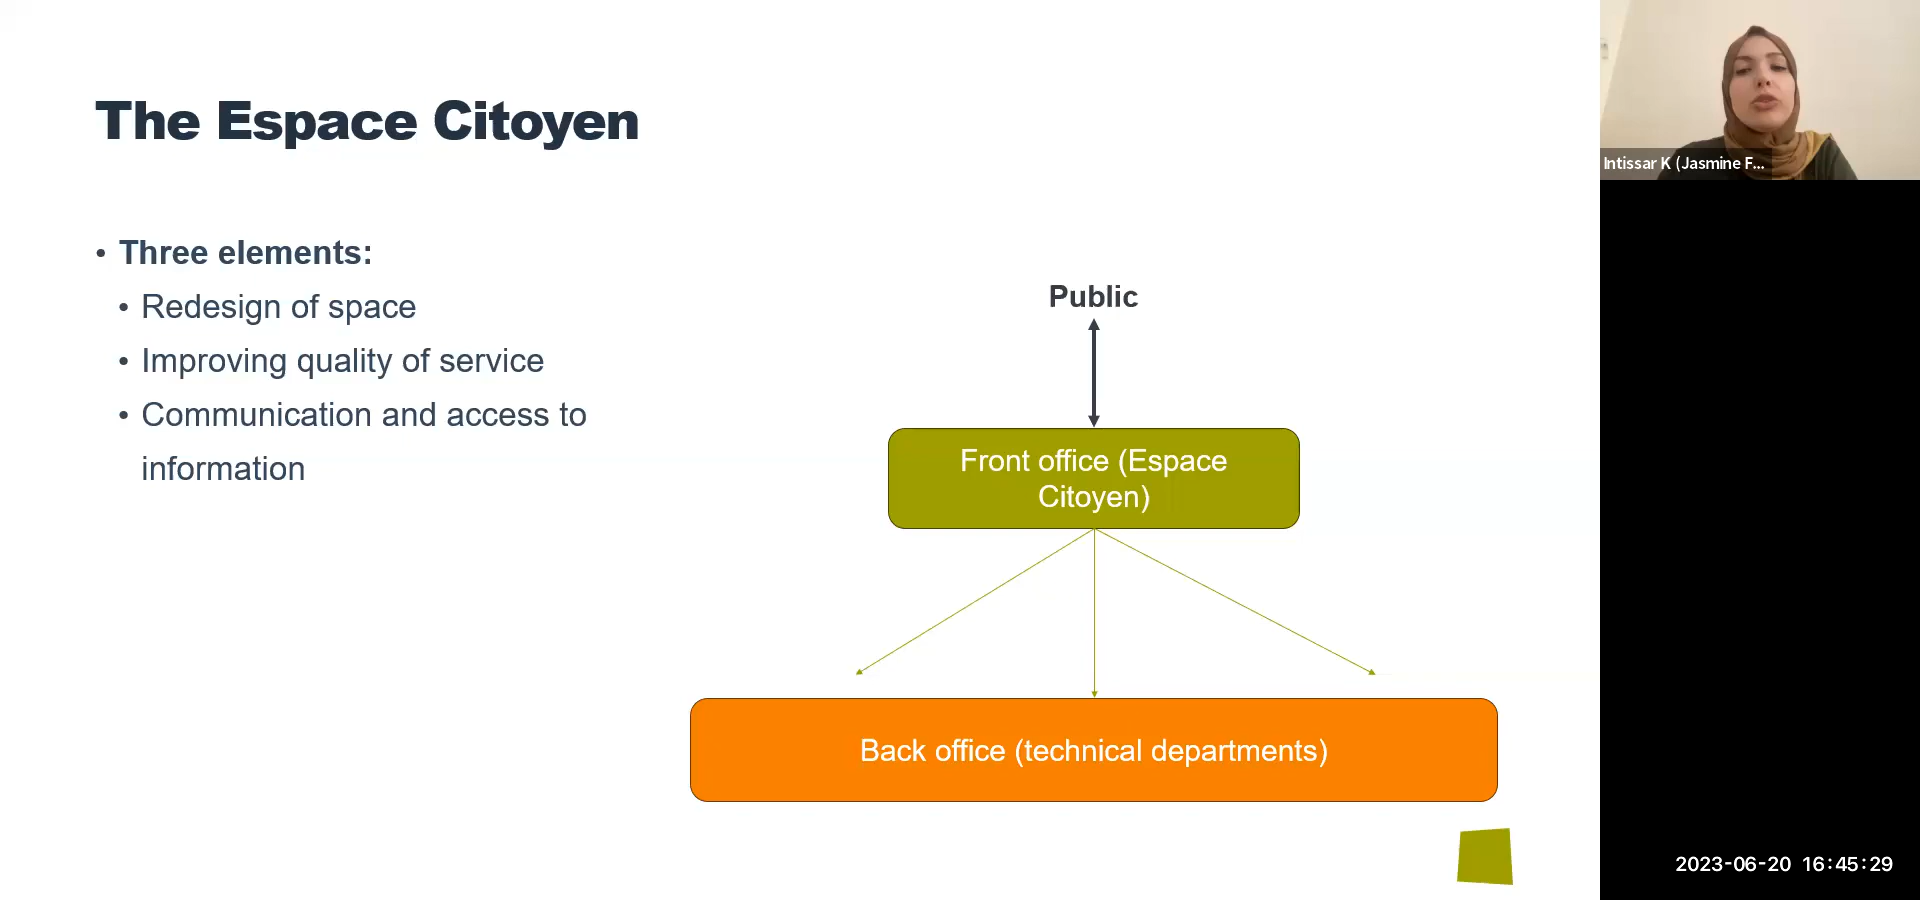 The Espace Citoyen
• Three elements:
• Redesign of space
• Improving quality of service
• Communication and access to
information
Public
Front office (Espace
Citoyen)
Back office (technical departments)
Intissar K (Jasmine F...
2023-06-20 16:45:29